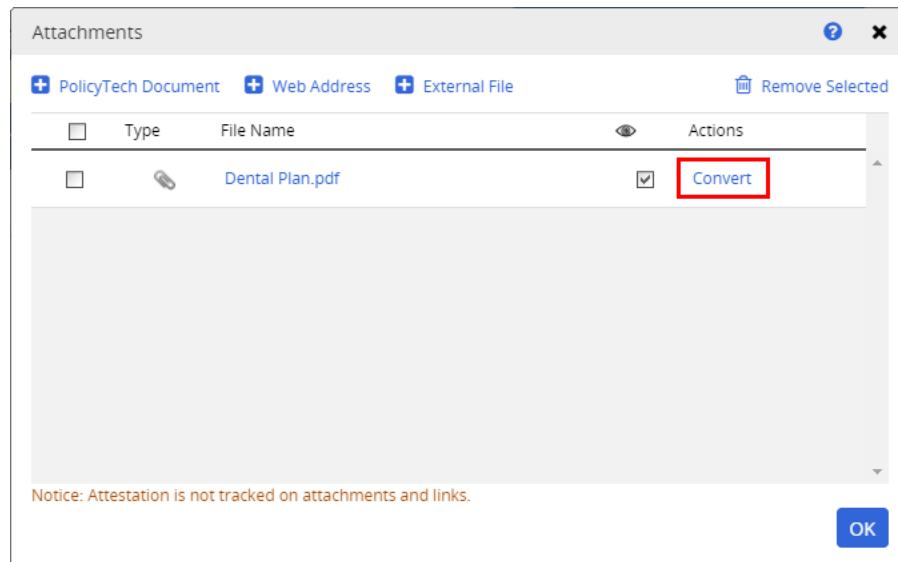 Attachments
PolicyTech Document Web Address External File Remove Selected
Type File Name Actions
Dental Plan.pdf Convert
Notice: Attestation is not tracked on attachments and links.
OK